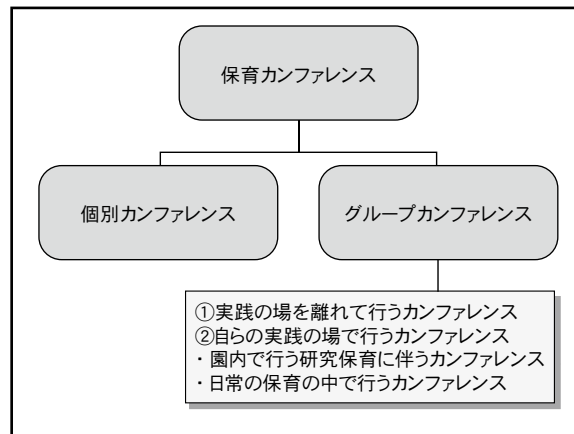 保育カンファレンス
個別カンファレンス
グループカンファレンス
①実践の場を離れて行うカンファレンス
②自らの実践の場で行うカンファレンス
・園内で行う研究保育に伴うカンファレンス
・日常の保育の中で行うカンファレンス